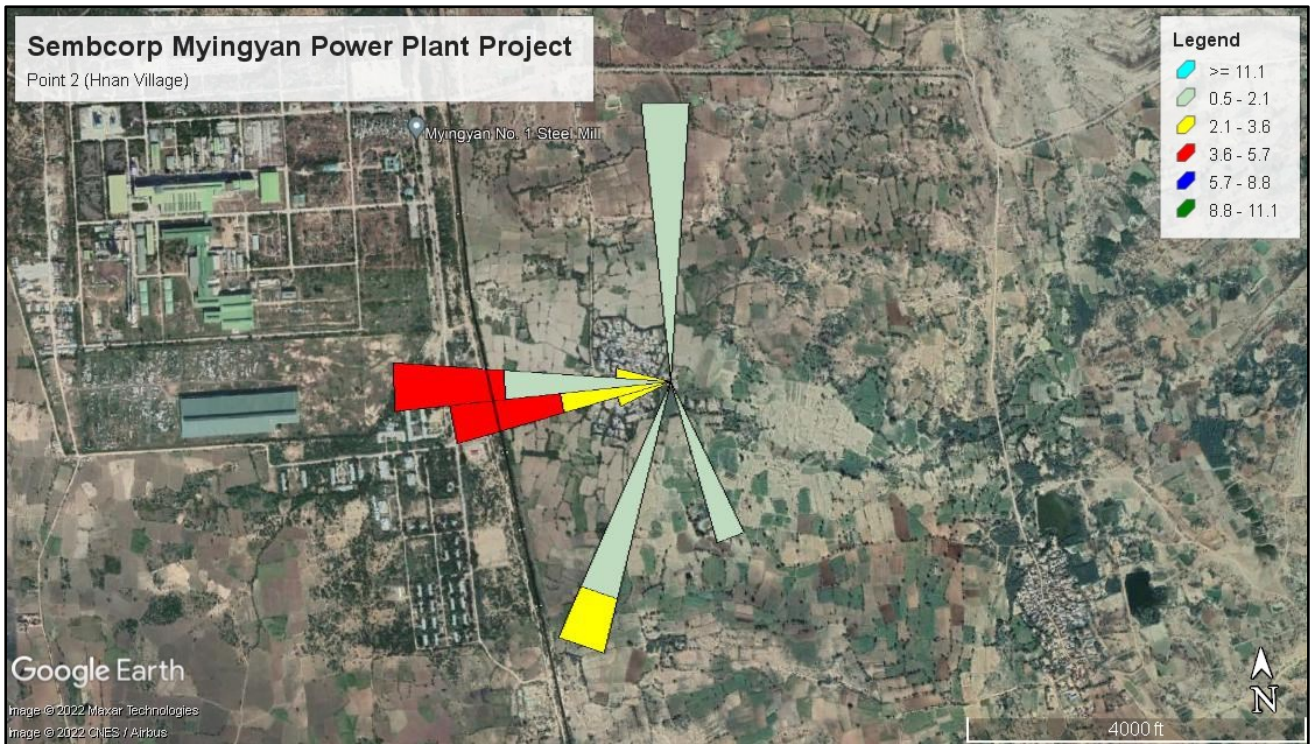 Sembcorp Myingyan Power Plant Project
Point 2 (Hnan Village)
Legend
>= 11.1
0.5 - 2.1
2.1 - 3.6
3.6 - 5.7
5.7 - 8.8
8.8 - 11.1
Myingyan No. 1 Steel Mill
Google Earth
Image © 2022 Maxar Technologies
Image © 2022 CNES / Airbus
N
4000 ft